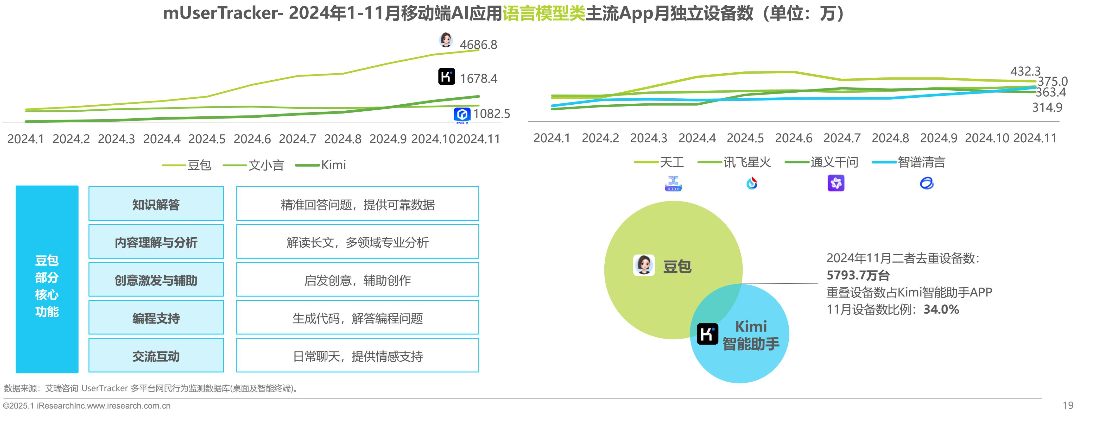 mUserTracker- 2024年1-11月移动端AI应用语言模型类主流App月独立设备数（单位：万）
4686.8
1678.4
1082.5
2024.1 2024.2 2024.3 2024.4 2024.5 2024.6 2024.7 2024.8 2024.9 2024.10 2024.11
豆包 文小言 Kimi
432.3
375.0
363.4
314.9
2024.1 2024.2 2024.3 2024.4 2024.5 2024.6 2024.7 2024.8 2024.9 2024.10 2024.11
天工 讯飞星火 通义千问 智谱清言
豆包
部分
核心
功能
知识解答 精准回答问题，提供可靠数据
内容理解与分析 解读长文，多领域专业分析
创意激发与辅助 启发创意，辅助创作
编程支持 生成代码，解答编程问题
交流互动 日常聊天，提供情感支持
豆包
Kimi
智能助手
2024年11月二者去重设备数：
5793.7万台
重叠设备数占Kimi智能助手APP
11月设备数比例：34.0%
数据来源：艾瑞咨询 UserTracker 多平台网民行为监测数据库(桌面及智能终端)。
©2025.1 iResearchInc.www.iresearch.com.cn
19